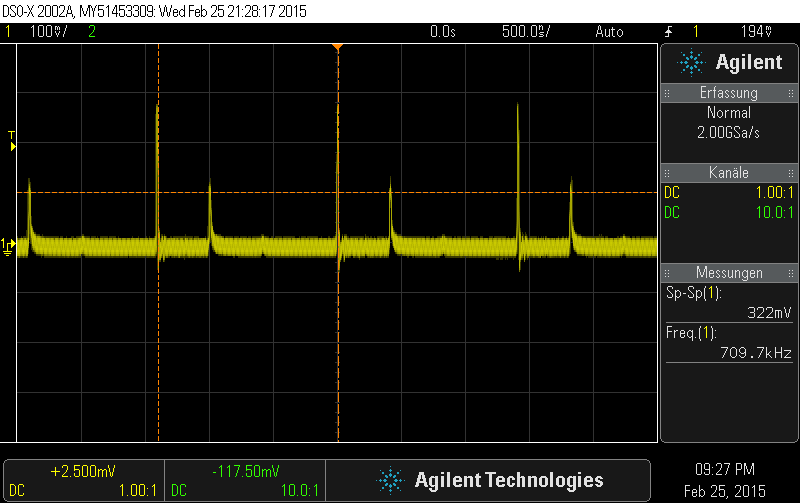 DSO-X 2002A, MY51453309: Wed Feb 25 21:28:17 2015
1 100mV/ 2 0.0s 500.0ns/ Auto 1 194mV
Agilent
Erfassung
Normal
2.00GSa/s
Kanäle
DC 1.00:1
DC 10.0:1
Messungen
Sp-Sp(1):
322mV
Freq.(1):
709.7kHz
T
1
+2.500mV
DC 1.00:1
-117.50mV
DC 10.0:1
Agilent Technologies
09:27 PM
Feb 25, 2015